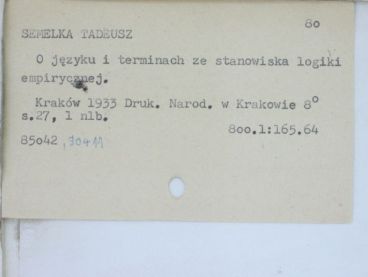 80
SEMELKA TADEUSZ
O języku i terminach ze stanowiska logiki
empirycznej.
Kraków 1933 Druk. Narod. w Krakowie 8°
s.27, 1 nlb.
800.1:165.64
85042, 30411